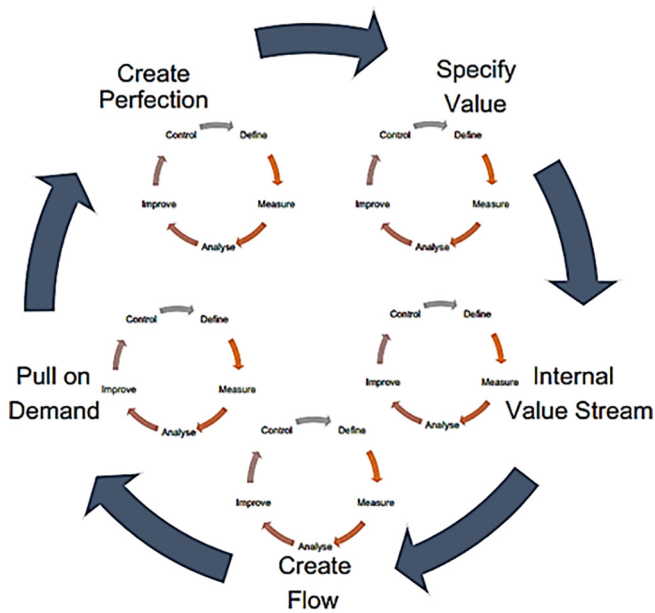 Create
Perfection
Control
Define
Measure
Analyse
Improve
Specify
Value
Control
Define
Measure
Analyse
Improve
Internal
Value Stream
Control
Define
Measure
Analyse
Improve
Create
Flow
Control
Define
Measure
Analyse
Improve
Pull on
Demand
Control
Define
Measure
Analyse
Improve